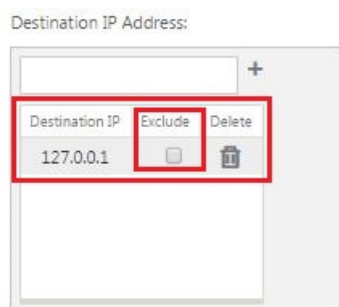 Destination IP Address:
+
Destination IP Exclude Delete
127.0.0.1